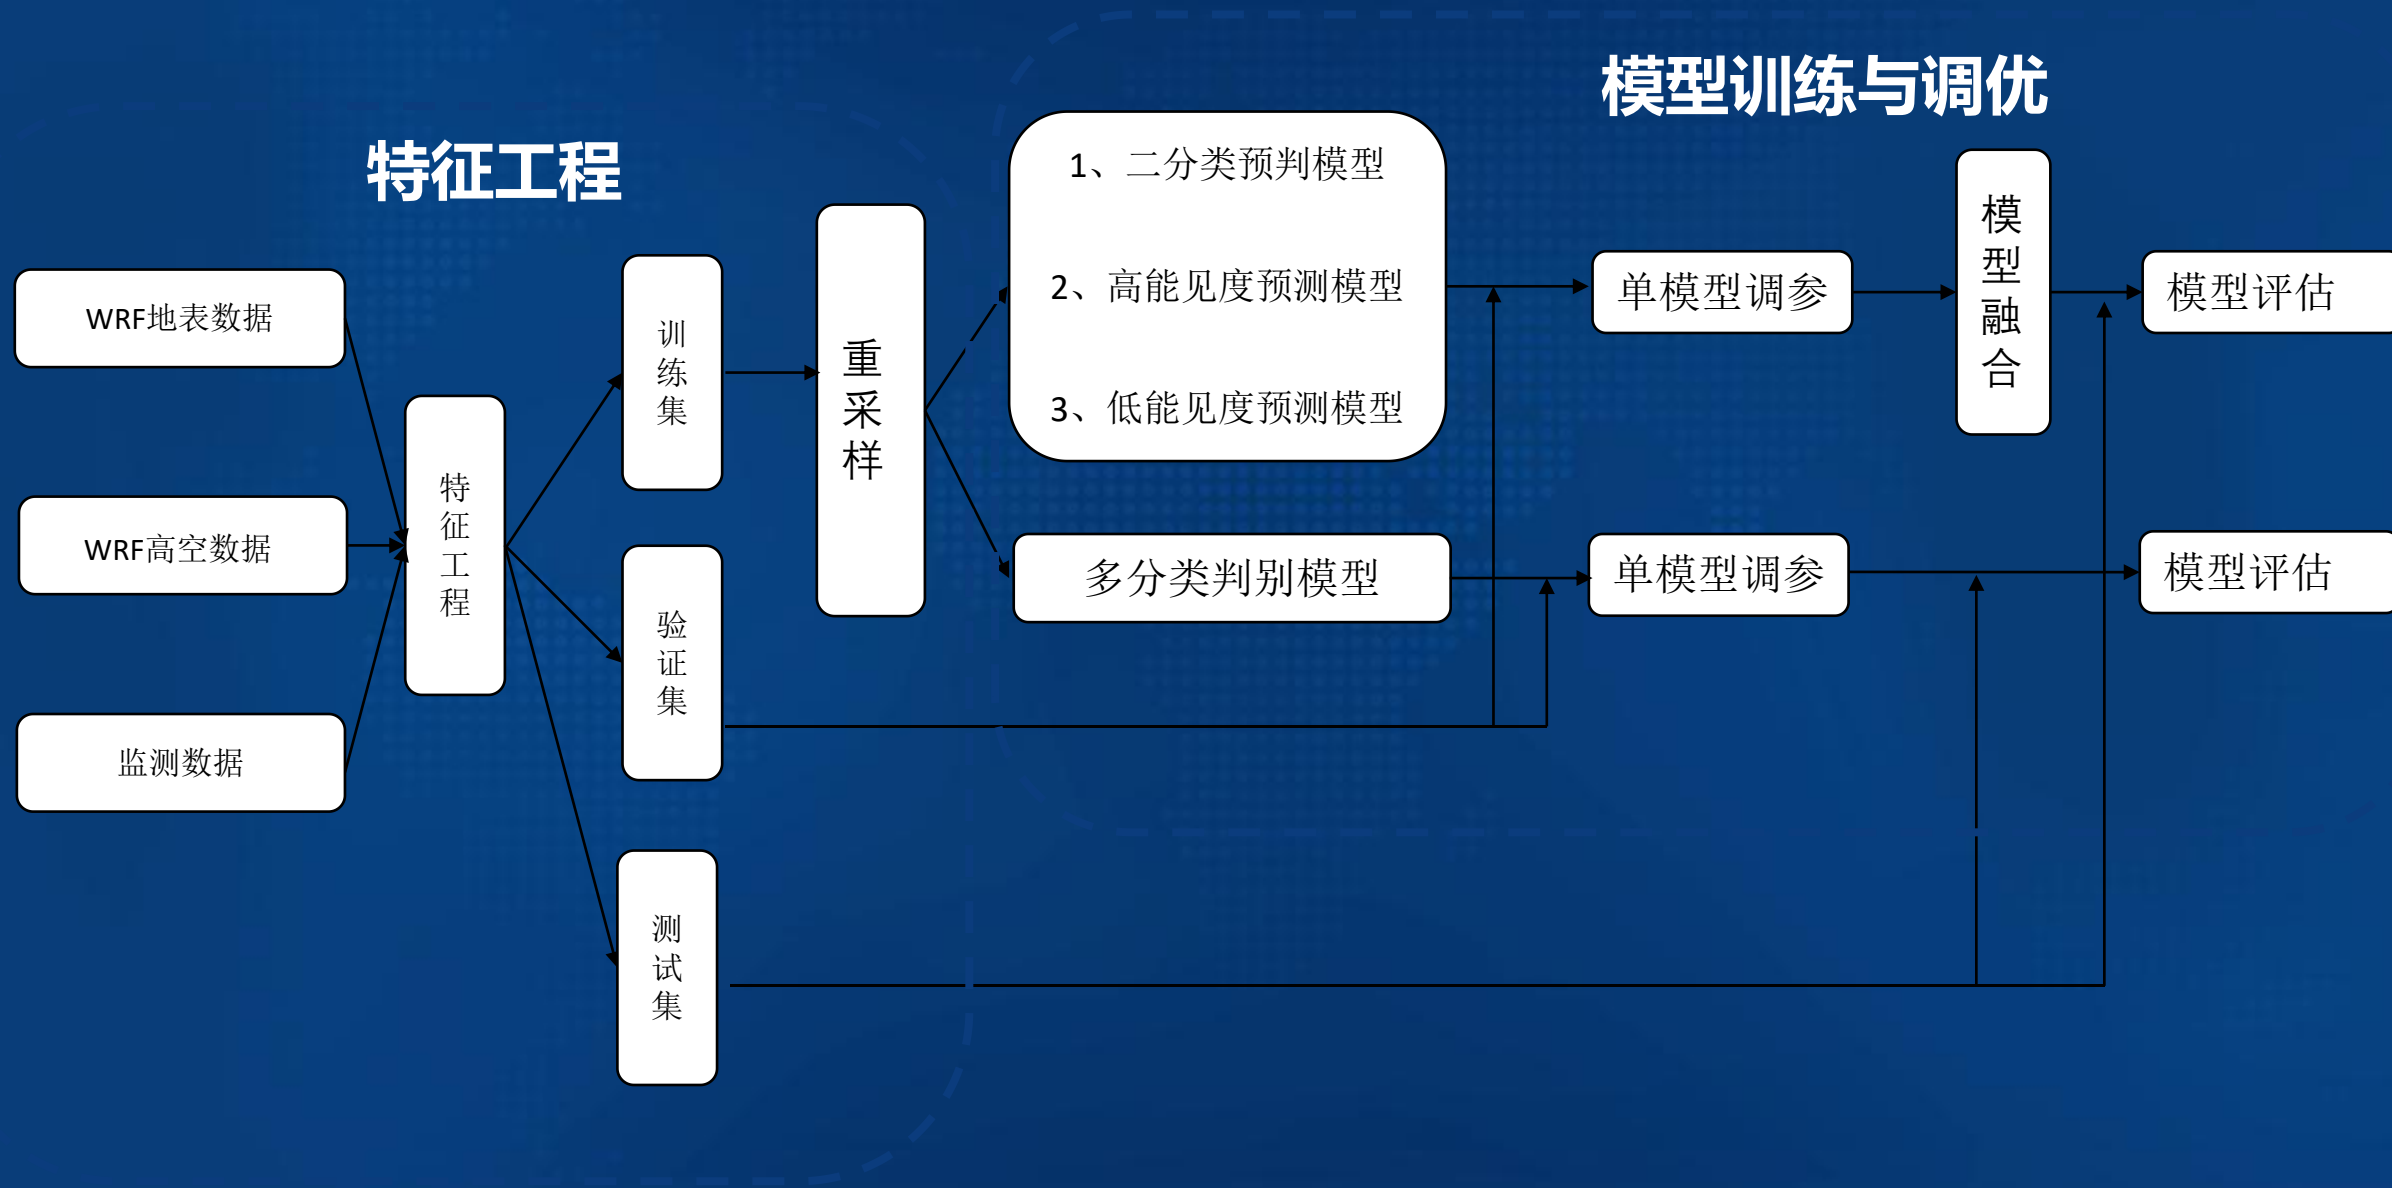 模型训练与调优
特征工程
WRF地表数据
WRF高空数据
监测数据
特征工程
训练集
验证集
测试集
重采样
1、二分类预判模型
2、高能见度预测模型
3、低能见度预测模型
多分类判别模型
单模型调参
单模型调参
模型融合
模型评估
模型评估